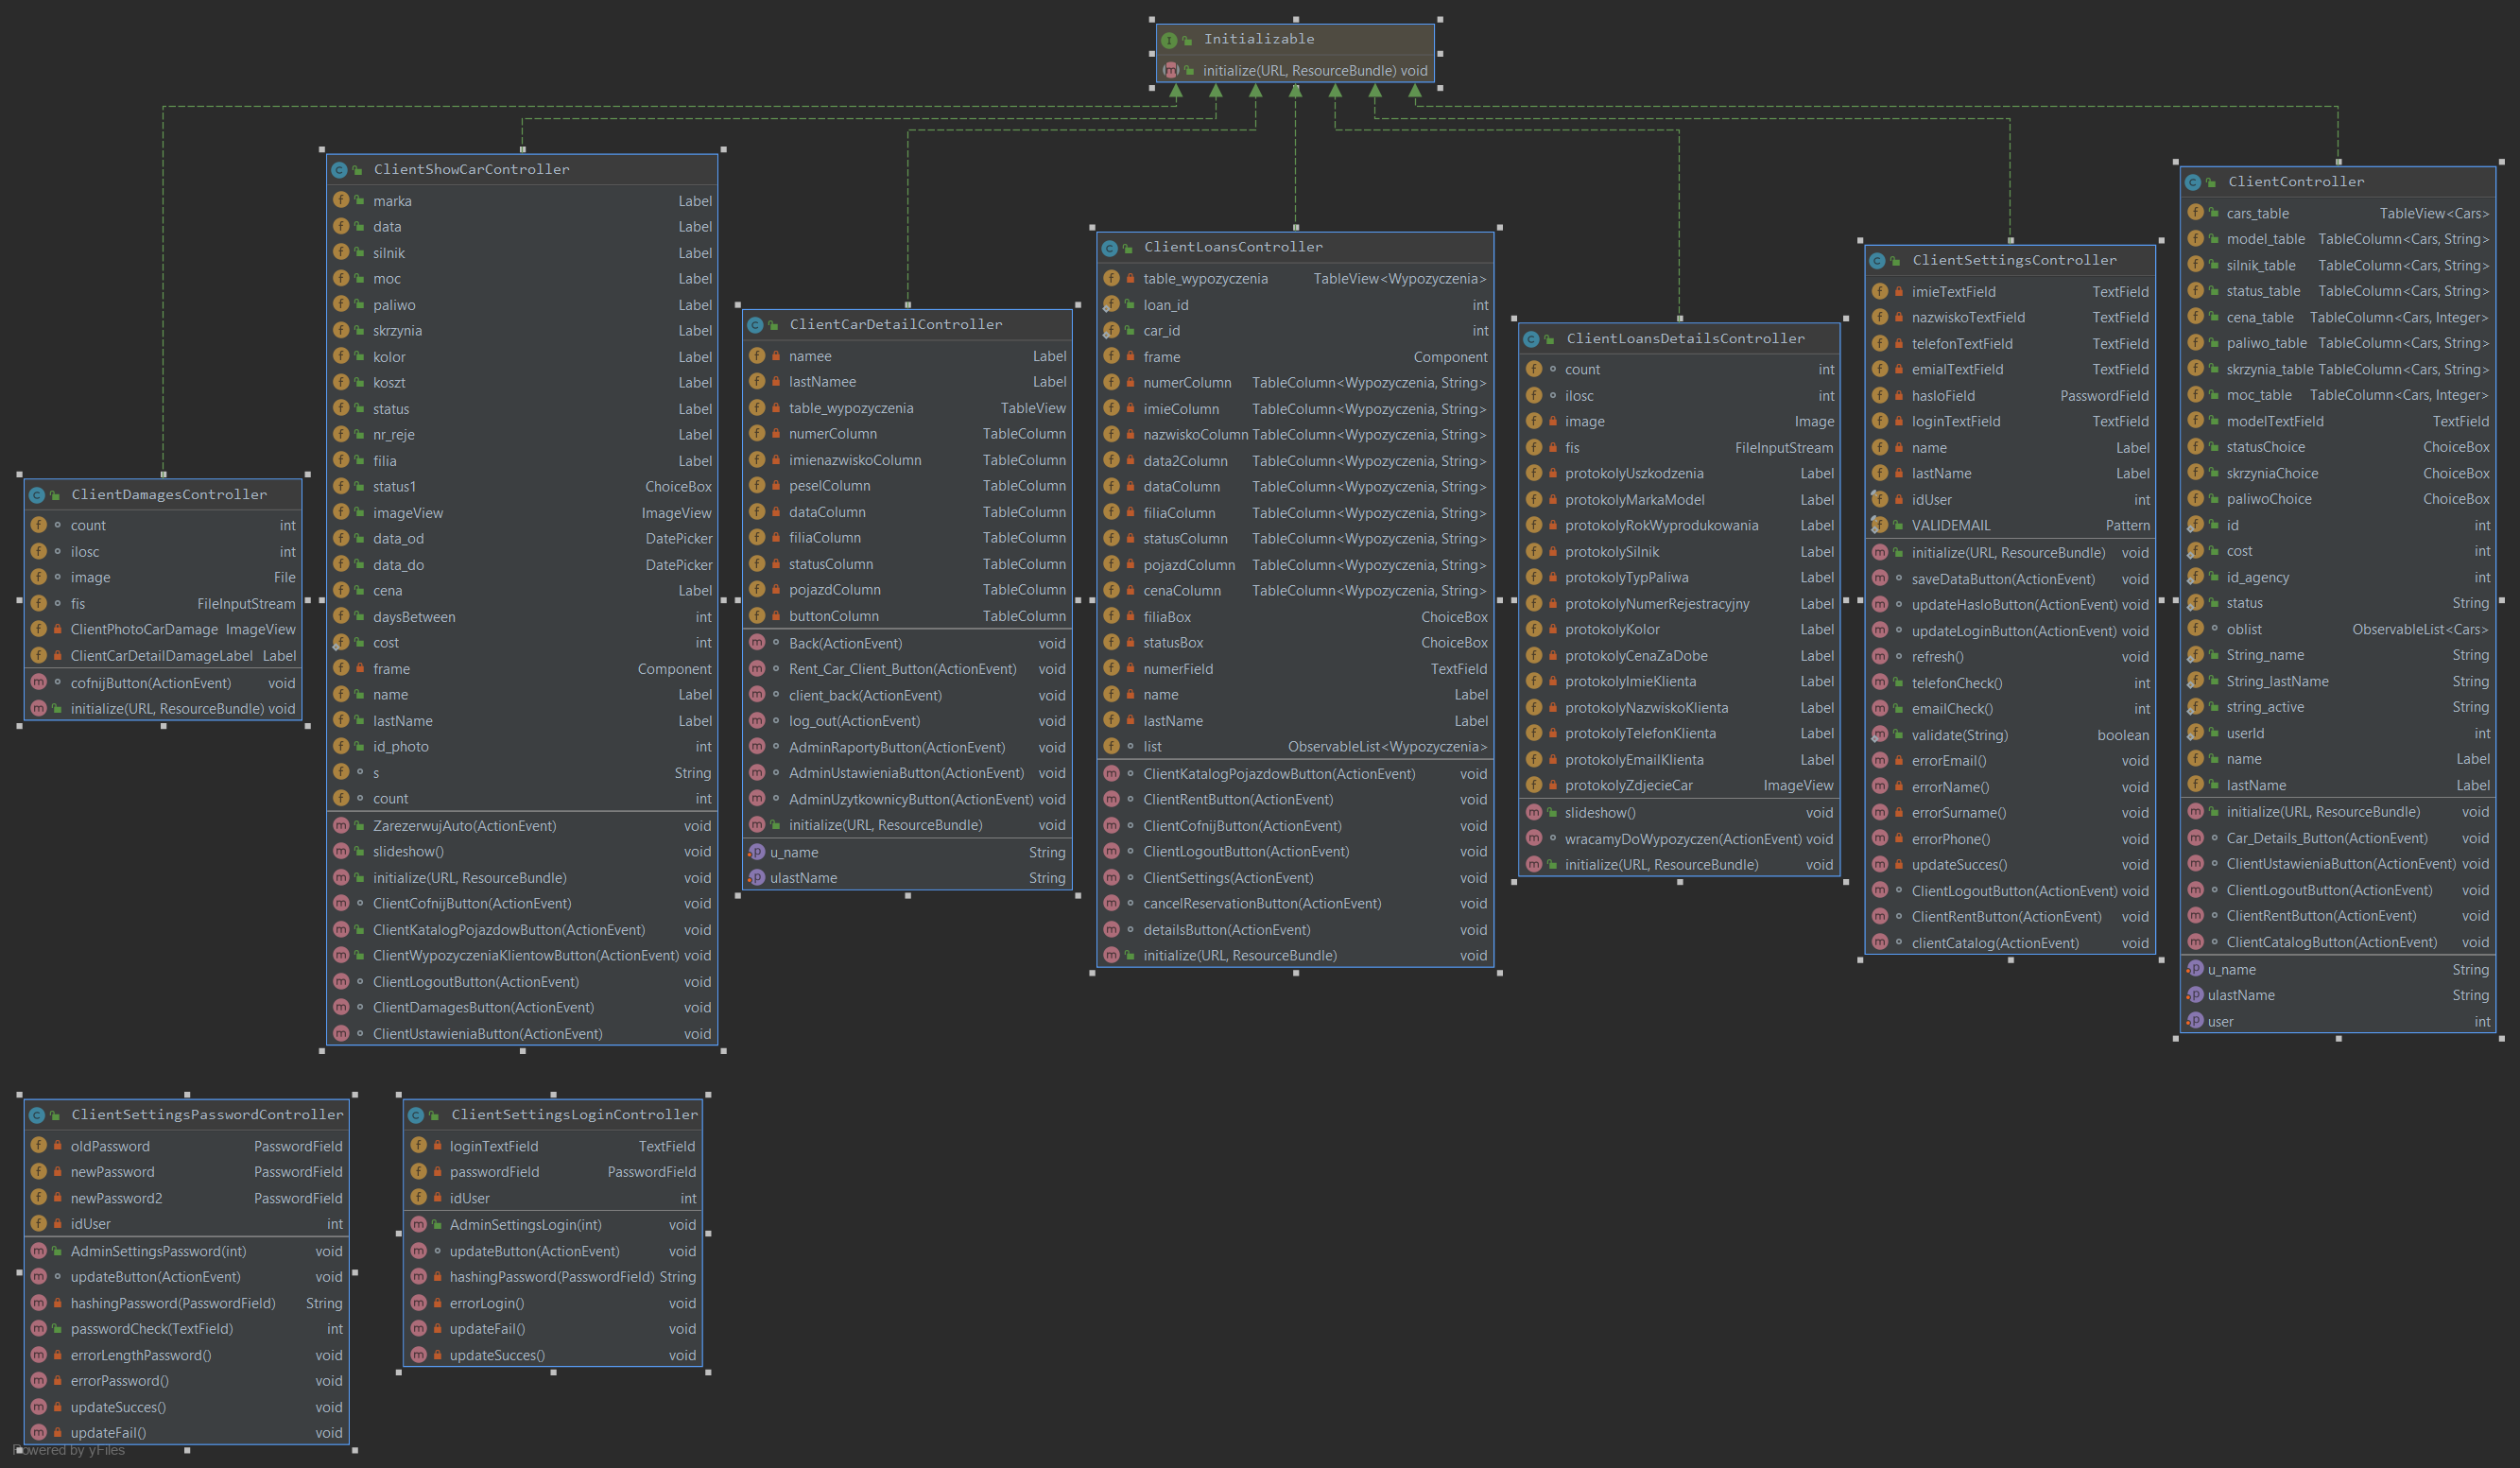 Initializable
initialize(URL, ResourceBundle) void
ClientDamagesController
count int
ilosc int
image File
fis FileInputStream
ClientPhotoCarDamage ImageView
ClientCarDetailDamageLabel Label
cofnijButton(ActionEvent) void
initialize(URL, ResourceBundle) void
ClientShowCarController
marka Label
data Label
silnik Label
moc Label
paliwo Label
skrzynia Label
kolor Label
koszt Label
status Label
nr_reje Label
filia Label
status1 ChoiceBox
imageView ImageView
data_od DatePicker
data_do DatePicker
cena Label
daysBetween int
cost int
frame Component
name Label
lastName Label
id_photo int
s String
count int
ZarezerwujAuto(ActionEvent) void
slideshow() void
initialize(URL, ResourceBundle) void
ClientCofnijButton(ActionEvent) void
ClientKatalogPojazdowButton(ActionEvent) void
ClientWypozyczeniaKlientowButton(ActionEvent) void
ClientLogoutButton(ActionEvent) void
ClientDamagesButton(ActionEvent) void
ClientUstawieniaButton(ActionEvent) void
ClientCarDetailController
namee Label
lastNamee Label
table_wypozyczenia TableView
numerColumn TableColumn
imienazwiskoColumn TableColumn
peselColumn TableColumn
dataColumn TableColumn
filiaColumn TableColumn
statusColumn TableColumn
pojazdColumn TableColumn
buttonColumn TableColumn
Back(ActionEvent) void
Rent_Car_Client_Button(ActionEvent) void
client_back(ActionEvent) void
log_out(ActionEvent) void
AdminRaportyButton(ActionEvent) void
AdminUstawieniaButton(ActionEvent) void
AdminUzytkownicyButton(ActionEvent) void
initialize(URL, ResourceBundle) void
u_name String
ulastName String
ClientLoansController
table_wypozyczenia TableView<Wypozyczenia>
loan_id int
car_id int
frame Component
numerColumn TableColumn<Wypozyczenia, String>
imieColumn TableColumn<Wypozyczenia, String>
nazwiskoColumn TableColumn<Wypozyczenia, String>
data2Column TableColumn<Wypozyczenia, String>
dataColumn TableColumn<Wypozyczenia, String>
filiaColumn TableColumn<Wypozyczenia, String>
statusColumn TableColumn<Wypozyczenia, String>
pojazdColumn TableColumn<Wypozyczenia, String>
cenaColumn TableColumn<Wypozyczenia, String>
filiaBox ChoiceBox
statusBox ChoiceBox
numerField TextField
name Label
lastName Label
list ObservableList<Wypozyczenia>
ClientKatalogPojazdowButton(ActionEvent) void
ClientRentButton(ActionEvent) void
ClientCofnijButton(ActionEvent) void
ClientLogoutButton(ActionEvent) void
ClientSettings(ActionEvent) void
cancelReservationButton(ActionEvent) void
detailsButton(ActionEvent) void
initialize(URL, ResourceBundle) void
ClientLoansDetailsController
count int
ilosc int
image Image
fis FileInputStream
protokolyUszkodzenia Label
protokolyMarkaModel Label
protokolyRokWyprodukowania Label
protokolySilnik Label
protokolyTypPaliwa Label
protokolyNumerRejestracyjny Label
protokolyKolor Label
protokolyCenaZaDobe Label
protokolyImieKlienta Label
protokolyNazwiskoKlienta Label
protokolyTelefonKlienta Label
protokolyEmailKlienta Label
protokolyZdjecieCar ImageView
slideshow() void
wracamyDoWypozyczen(ActionEvent) void
initialize(URL, ResourceBundle) void
ClientSettingsController
imieTextField TextField
nazwiskoTextField TextField
telefonTextField TextField
emialTextField TextField
hasloField PasswordField
loginTextField TextField
name Label
lastName Label
idUser int
VALIDEMAIL Pattern
initialize(URL, ResourceBundle) void
saveDataButton(ActionEvent) void
updateHasloButton(ActionEvent) void
updateLoginButton(ActionEvent) void
refresh() void
telefonCheck() int
emailCheck() int
validate(String) boolean
errorEmail() void
errorName() void
errorSurname() void
errorPhone() void
updateSucces() void
ClientLogoutButton(ActionEvent) void
ClientRentButton(ActionEvent) void
clientCatalog(ActionEvent) void
ClientController
cars_table TableView<Cars>
model_table TableColumn<Cars, String>
silnik_table TableColumn<Cars, String>
status_table TableColumn<Cars, String>
cena_table TableColumn<Cars, Integer>
paliwo_table TableColumn<Cars, String>
skrzynia_table TableColumn<Cars, String>
moc_table TableColumn<Cars, Integer>
modelTextField TextField
statusChoice ChoiceBox
skrzyniaChoice ChoiceBox
paliwoChoice ChoiceBox
id int
cost int
id_agency int
status String
oblist ObservableList<Cars>
String_name String
String_lastName String
string_active String
userId int
name Label
lastName Label
initialize(URL, ResourceBundle) void
Car_Details_Button(ActionEvent) void
ClientUstawieniaButton(ActionEvent) void
ClientLogoutButton(ActionEvent) void
ClientRentButton(ActionEvent) void
ClientCatalogButton(ActionEvent) void
u_name String
ulastName String
user int
ClientSettingsPasswordController
oldPassword PasswordField
newPassword PasswordField
newPassword2 PasswordField
idUser int
AdminSettingsPassword(int) void
updateButton(ActionEvent) void
hashingPassword(PasswordField) String
passwordCheck(TextField) int
errorLengthPassword() void
errorPassword() void
updateSucces() void
updateFail() void
ClientSettingsLoginController
loginTextField TextField
passwordField PasswordField
idUser int
AdminSettingsLogin(int) void
updateButton(ActionEvent) void
hashingPassword(PasswordField) String
errorLogin() void
updateFail() void
updateSucces() void
Powered by yFiles